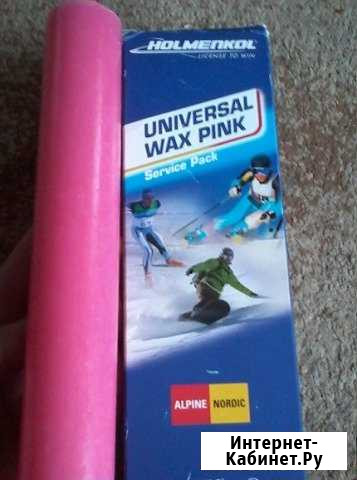 HOLMENKOL
LICENSE TO WIN
UNIVERSAL
WAX PINK
Service Pack
ALPINE NORDIC
Интернет-
Кабинет.Ру